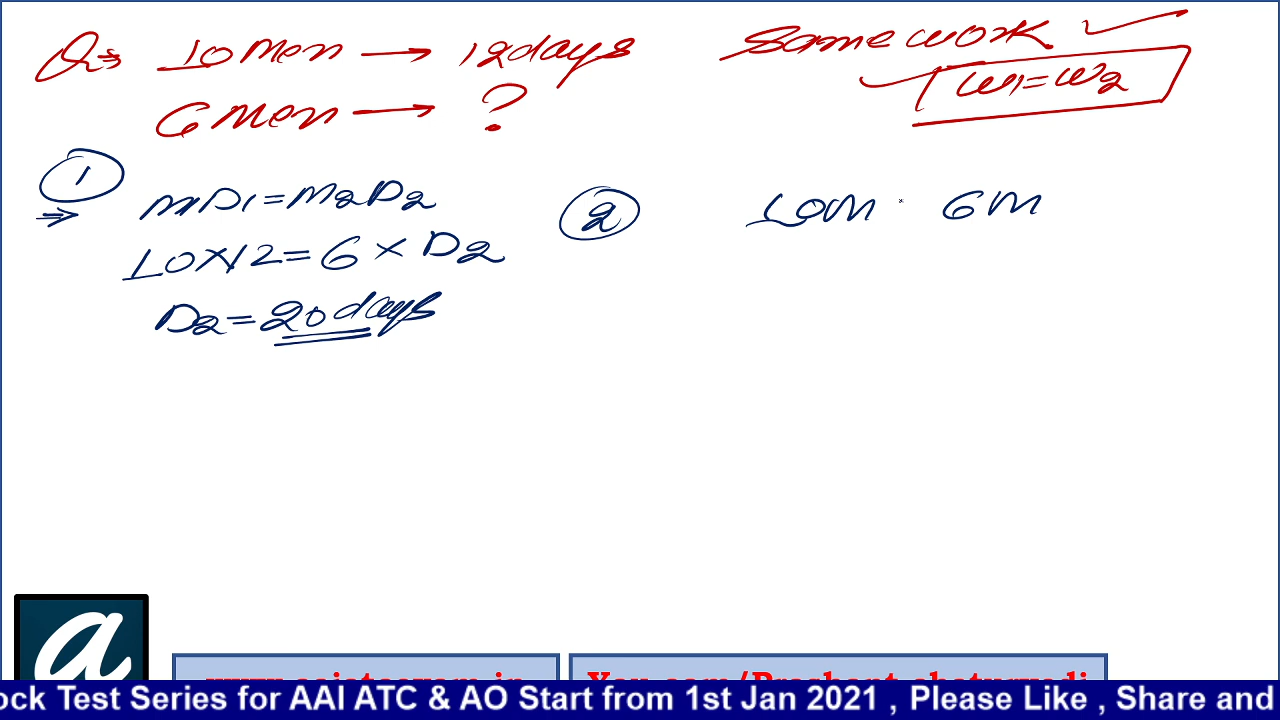 Q⇒ 10 Men → 12 days
Same work ✓
6 Men → ?
W1=W2
1
⇒ M1D1=M2D2
10×12=6×D2
D2=20 days
2
10M : 6M
a
ock Test Series for AAI ATC & AO Start from 1st Jan 2021 , Please Like , Share and